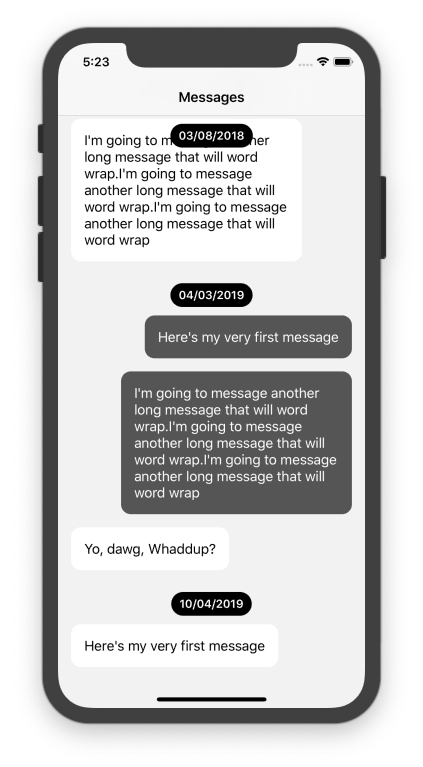 5:23
Messages
03/08/2018
I'm going to m her
long message that will word
wrap.I'm going to message
another long message that will
word wrap.I'm going to message
another long message that will
word wrap
04/03/2019
Here's my very first message
I'm going to message another
long message that will word
wrap.I'm going to message
another long message that will
word wrap.I'm going to message
another long message that will
word wrap
Yo, dawg, Whaddup?
10/04/2019
Here's my very first message